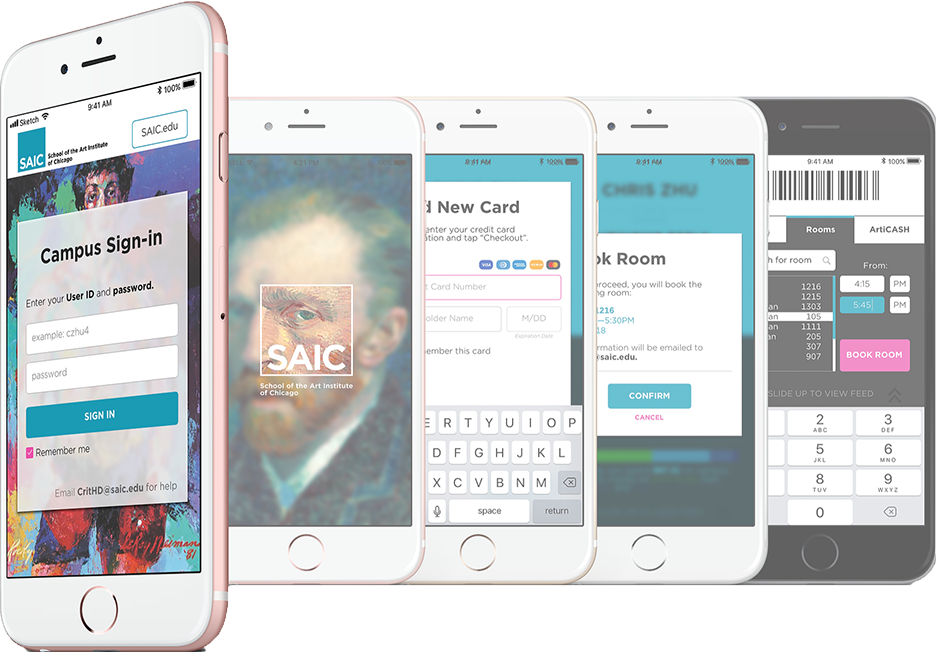 Sketch
9:41 AM
100%
SAIC
School of the Art Institute
of Chicago
SAIC.edu
Campus Sign-in
Enter your User ID and password.
example: czhu4
password
SIGN IN
Remember me
Email CritHD@saic.edu for help
81
SAIC
School of the Art Institute
of Chicago
9:41 AM
100%
d New Card
enter your credit card
ation and tap "Checkout".
VISA
t Card Number
older Name
M/DD
Expiration Date
member this card
E R T Y U I O P
D F G H J K L
X C V B N M
space
return
9:41 AM
100%
CHRIS ZHU
ok Room
proceed, you will book the
ng room:
1216
—5:30PM
18
formation will be emailed to
@saic.edu.
CONFIRM
CANCEL
9:41 AM
100%
Rooms
ArtiCASH
h for room
From:
1216
1215
an 1303
an 105
an 1111
an 205
307
907
4:15
PM
5:45
PM
BOOK ROOM
SLIDE UP TO VIEW FEED
2
ABC
3
DEF
5
JKL
6
MNO
8
TUV
9
WXYZ
0